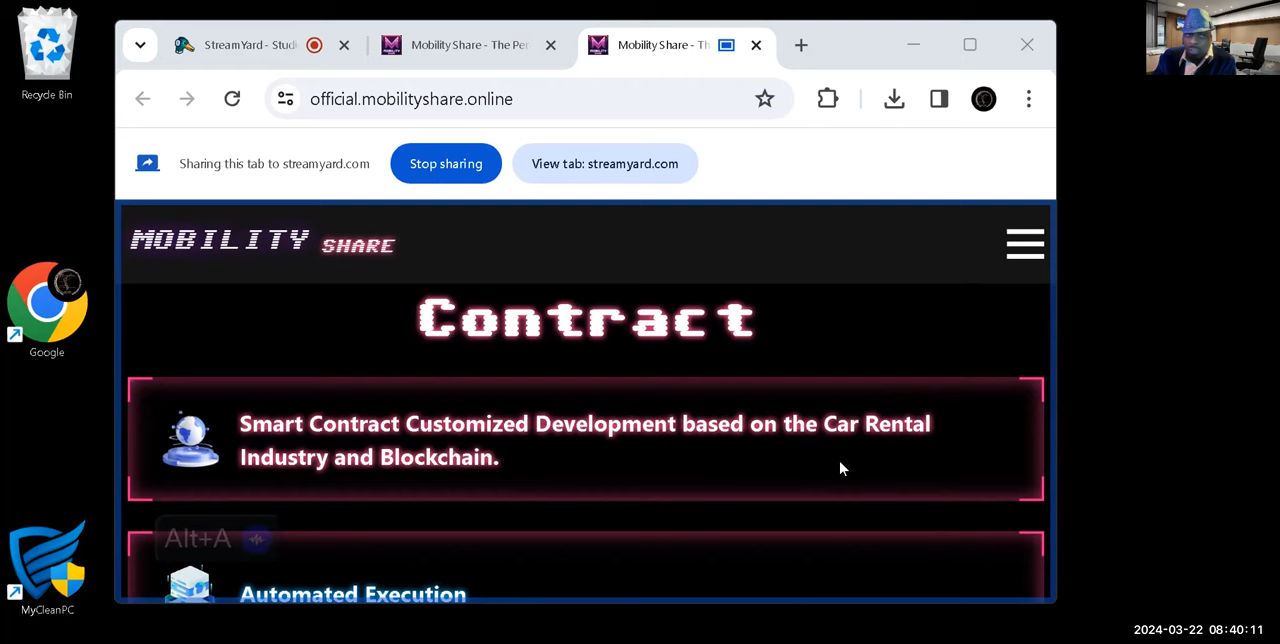 Recycle Bin
Google
MyCleanPC
StreamYard - Stud
Mobility Share - The Per
Mobility Share - Th
official.mobilityshare.online
Sharing this tab to streamyard.com
Stop sharing
View tab: streamyard.com
MOBILITY SHARE
Contract
Smart Contract Customized Development based on the Car Rental
Industry and Blockchain.
Alt+A
Automated Execution
2024-03-22 08:40:11